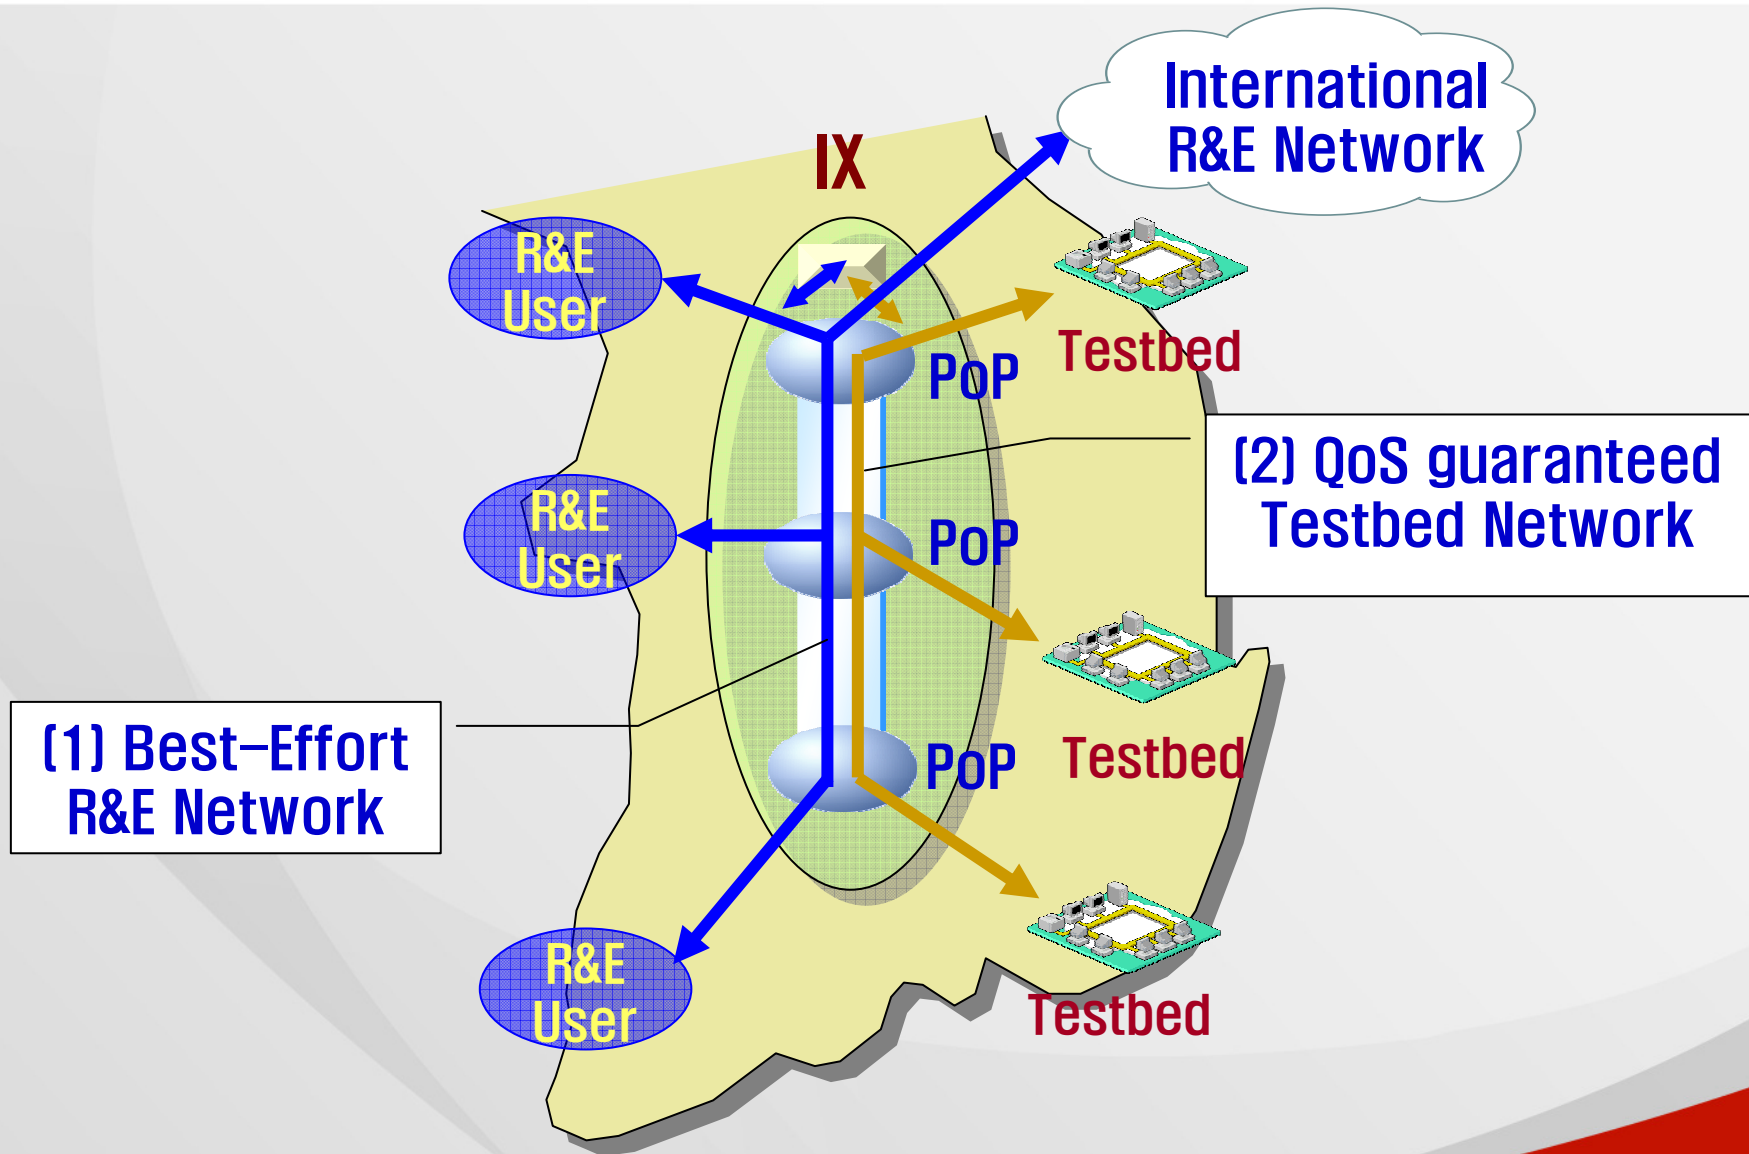 International
R&E Network
IX
R&E
User
PoP
Testbed
(2) QoS guaranteed
Testbed Network
R&E
User
PoP
(1) Best-Effort
R&E Network
PoP
Testbed
R&E
User
Testbed